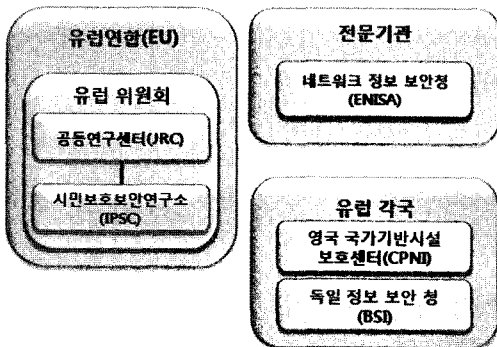 유럽연합(EU)
유럽 위원회
공동연구센터(JRC)
시민보호보안연구소
(IPSC)
전문기관
네트워크 정보 보안청
(ENISA)
유럽 각국
영국 국가기반시설
보호센터(CPNI)
독일 정보 보안 청
(BSI)